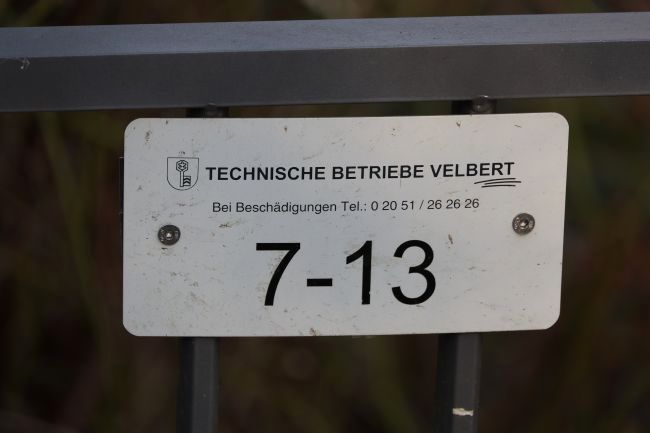 TECHNISCHE BETRIEBE VELBERT
Bei Beschädigungen Tel.: 0 20 51 / 26 26 26
7-13